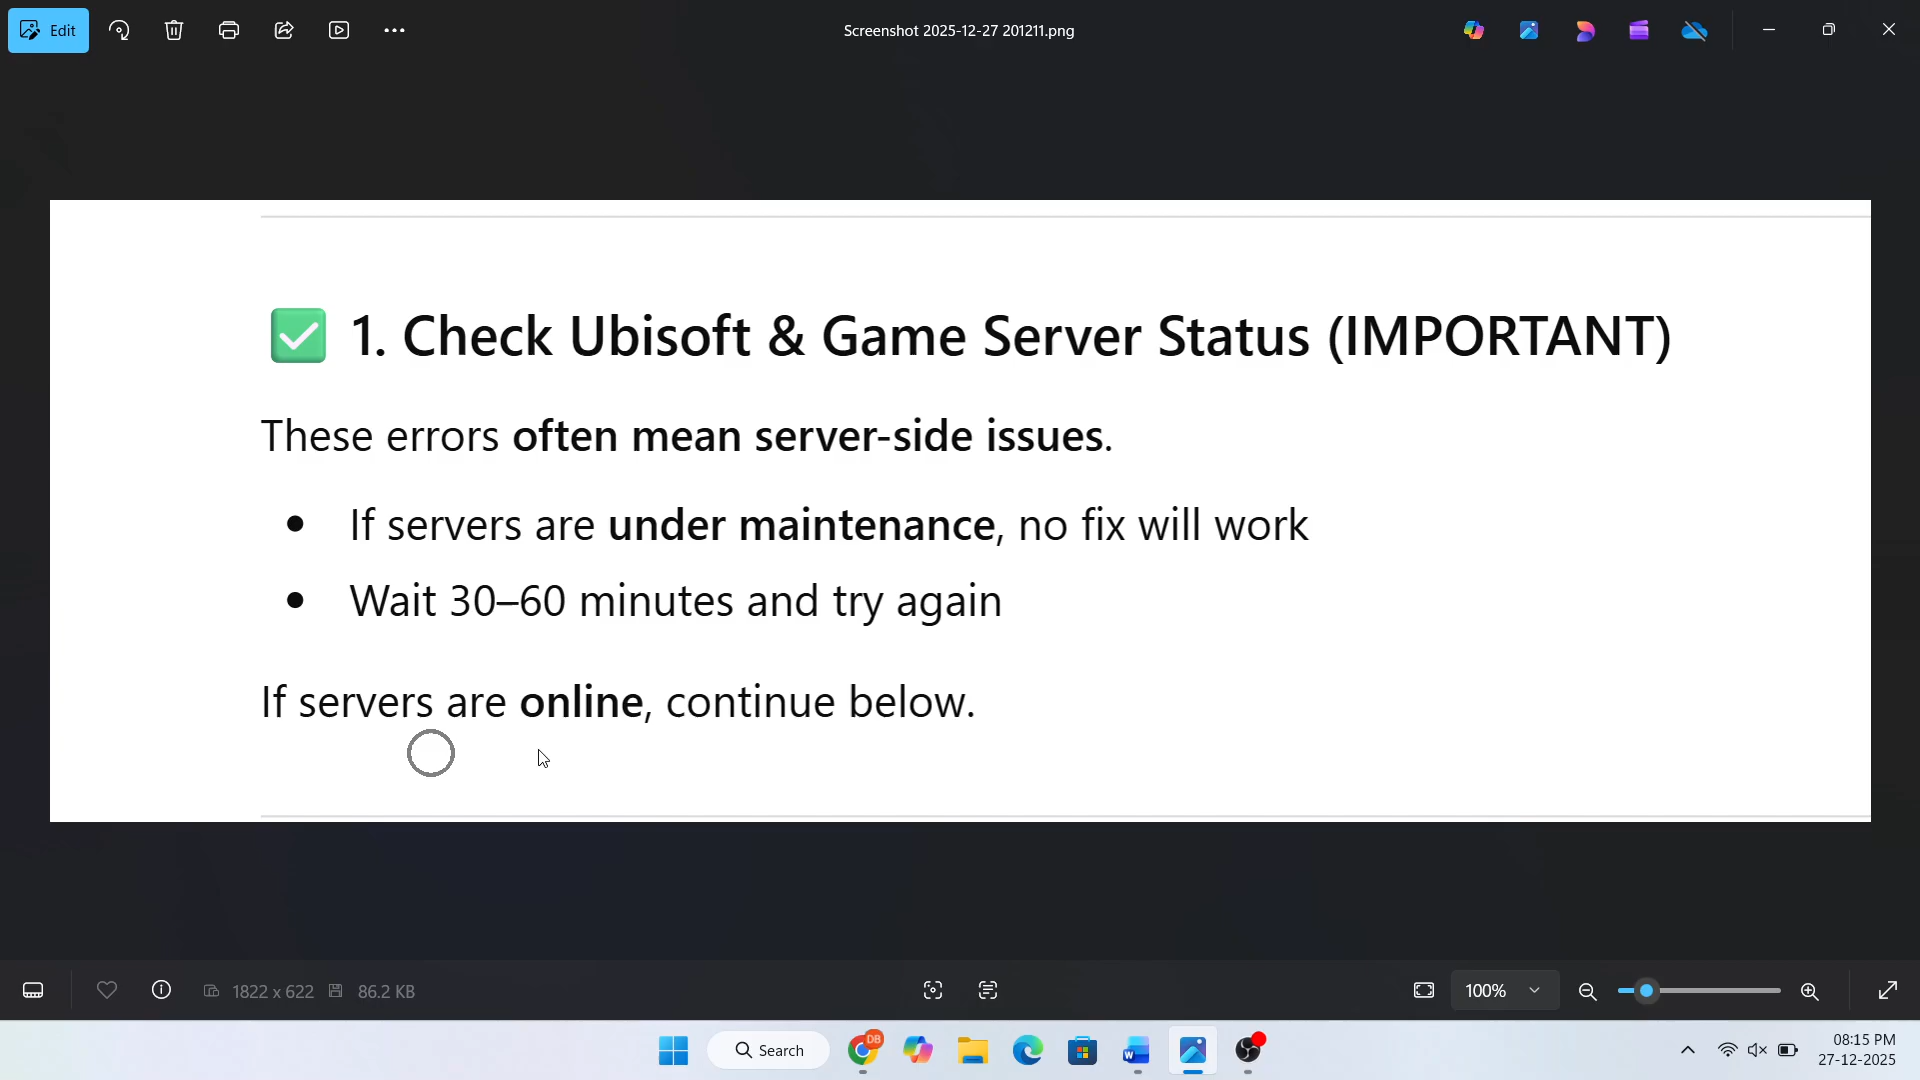 Edit
Screenshot 2025-12-27 201211.png
✅ 1. Check Ubisoft & Game Server Status (IMPORTANT)
These errors often mean server-side issues.
• If servers are under maintenance, no fix will work
• Wait 30–60 minutes and try again
If servers are online, continue below.
1822 x 622 86.2 KB
100%
Search
DB
W
08:15 PM
27-12-2025